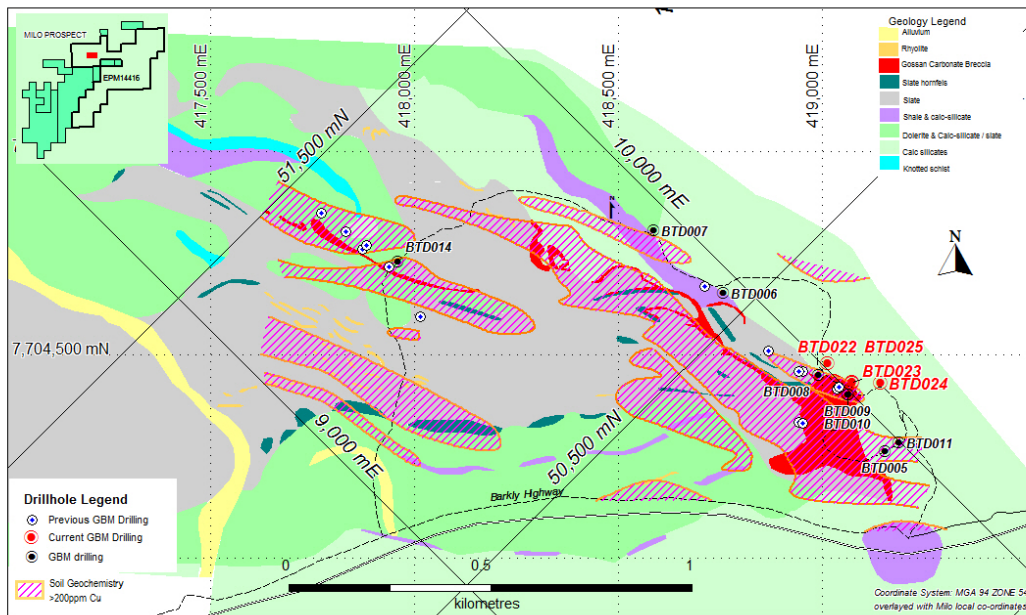 MILO PROSPECT
EPM14416
417,500 mE
418,000 mE
418,500 mE
419,000 mE
51,500 mN
10,000 mE
N
Geology Legend
Alluvium
Rhyolite
Gossan Carbonate Breccia
Slate hornfels
Slate
Shale & calc-silicate
Dolerite & Calc-silicate / slate
Calc silicates
Knotted schist
BTD007
BTD014
BTD006
N
7,704,500 mN
BTD022 BTD025
BTD023
BTD024
BTD008
BTD009
BTD010
BTD011
BTD005
9,000 mE
50,500 mN
Barkly Highway
Drillhole Legend
Previous GBM Drilling
Current GBM Drilling
GBM drilling
Soil Geochemistry
>200ppm Cu
0 0.5 1
kilometres
Coordinate System: MGA 94 ZONE 54
overlayed with Milo local co-ordinates